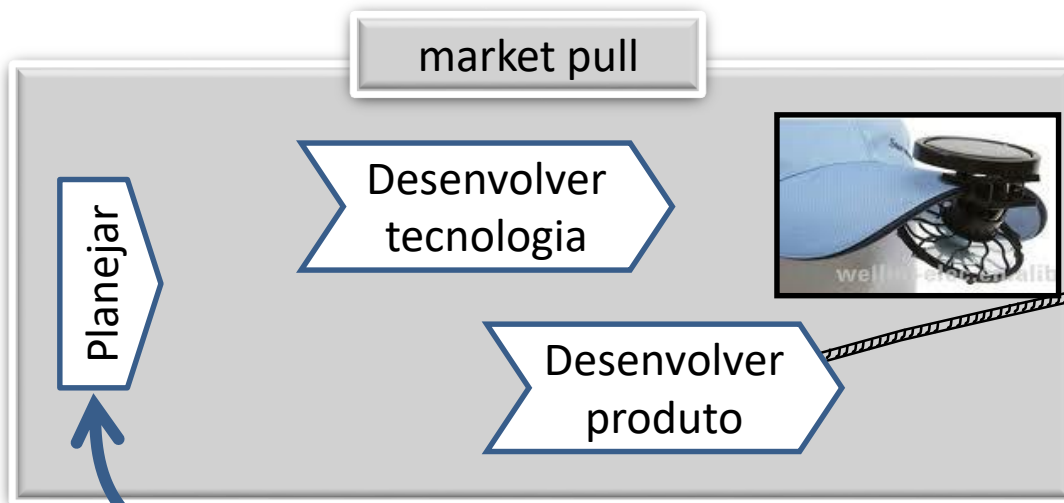 market pull
Desenvolver
tecnologia
Planejar
Desenvolver
produto